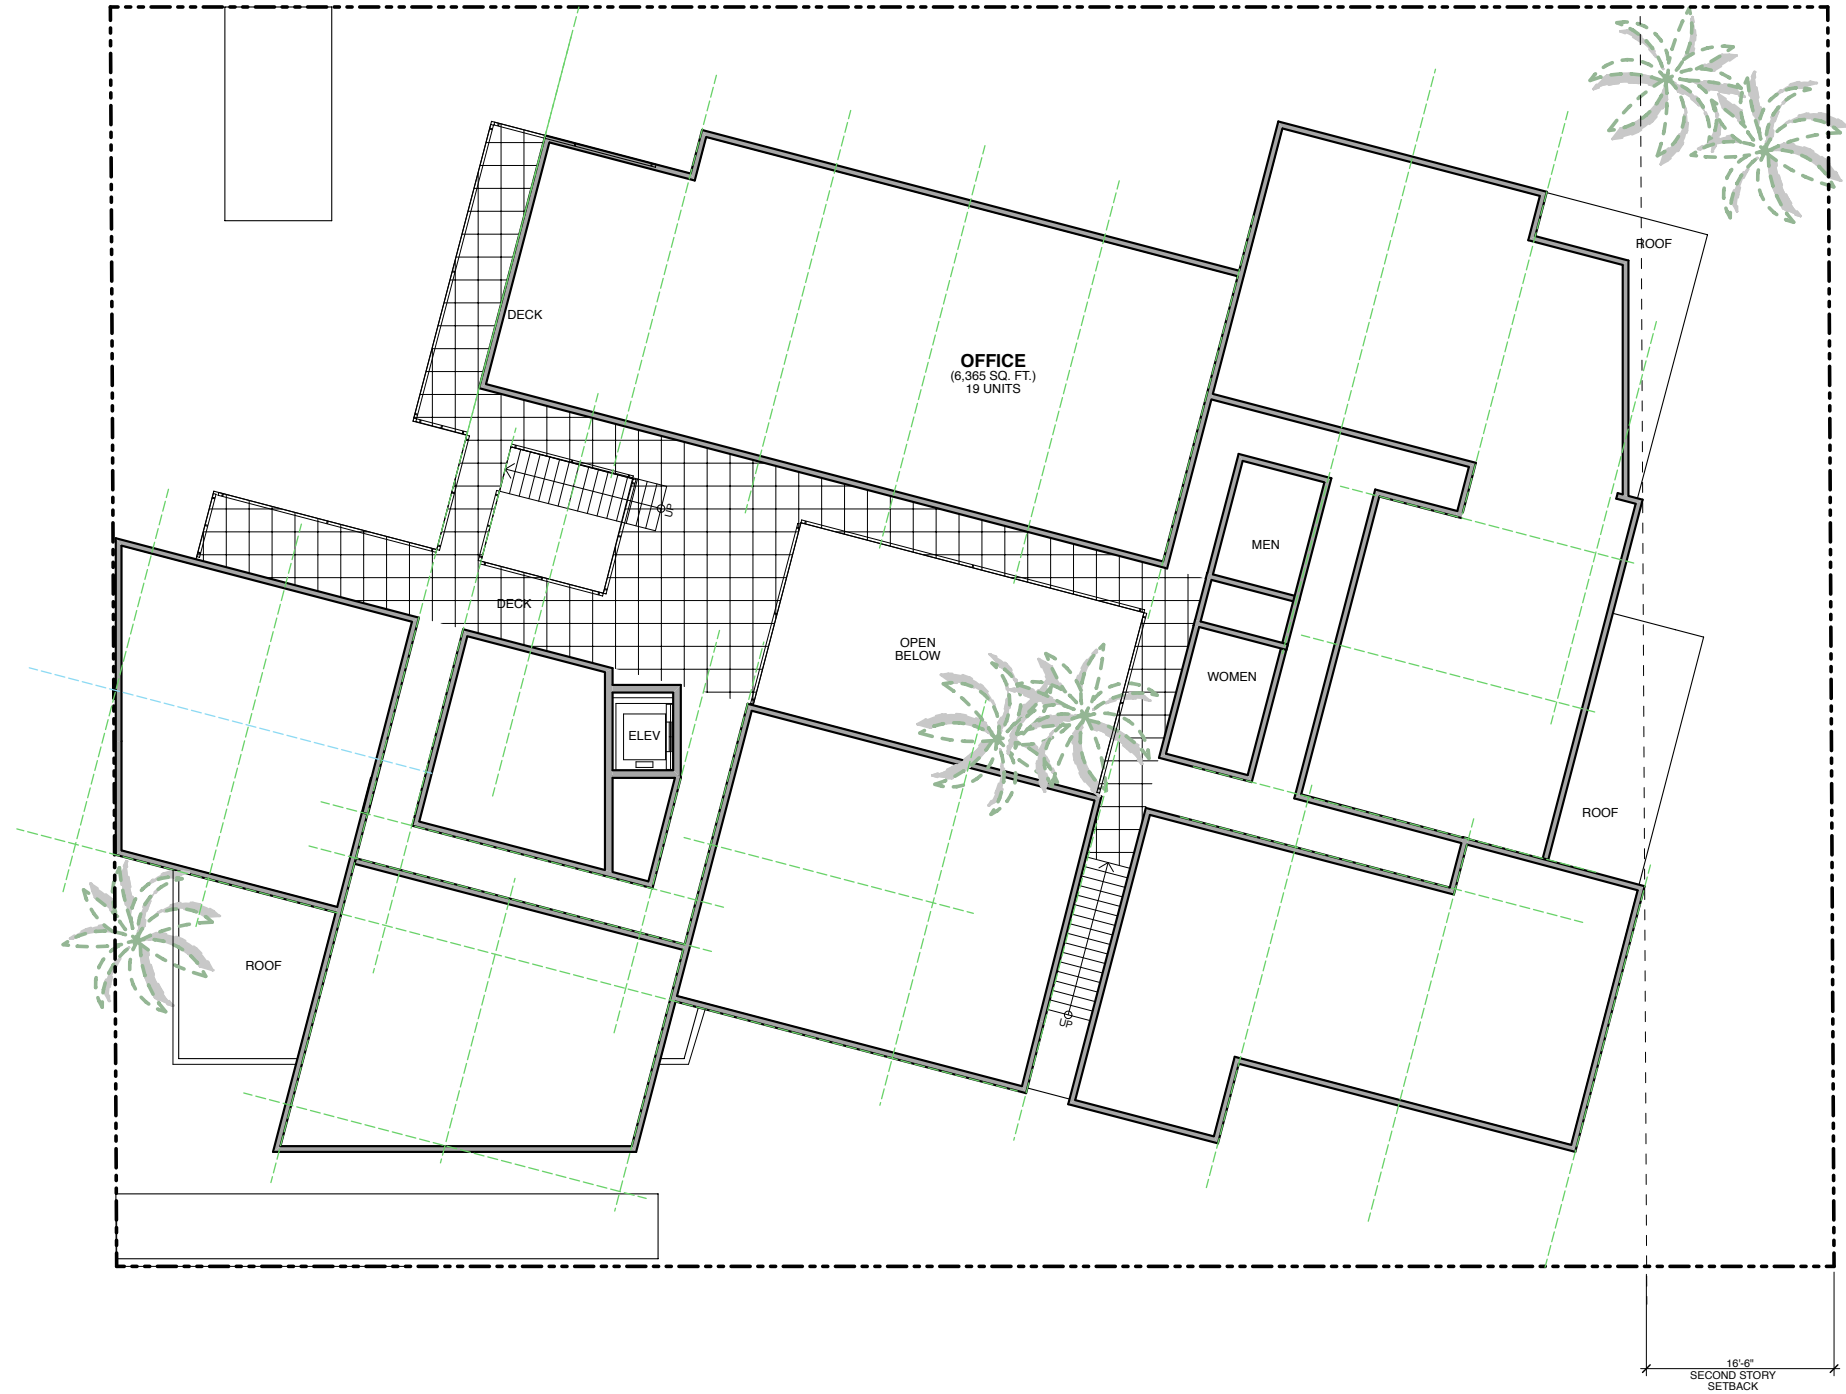 ROOF
DECK
OFFICE
(6,365 SQ. FT.)
19 UNITS
UP
MEN
DECK
OPEN
BELOW
WOMEN
ELEV
ROOF
ROOF
UP
16'-6"
SECOND STORY
SETBACK